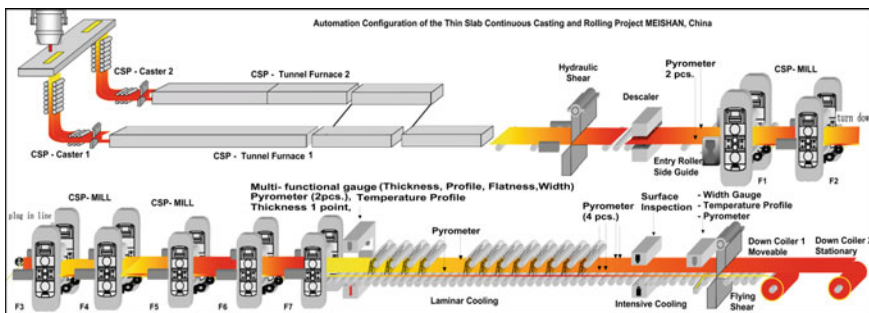 Automation Configuration of the Thin Slab Continuous Casting and Rolling Project MEISHAN, China
CSP - Caster 2
CSP - Tunnel Furnace 2
CSP - Caster 1
CSP - Tunnel Furnace 1
Hydraulic
Shear
Descaler
Pyrometer
2 pcs.
CSP- MILL
turn down
Entry Roller
Side Guide
F1
F2
Multi- functional gauge (Thickness, Profile, Flatness,Width)
Pyrometer (2pcs.), Temperature Profile
Thickness 1 point,
CSP- MILL
CSP- MILL
plug in line
F3
F4
F5
F6
F7
Pyrometer
Laminar Cooling
Pyrometer
(4 pcs.)
Surface
Inspection
Intensive Cooling
- Width Gauge
- Temperature Profile
- Pyrometer
Flying
Shear
Down Coiler 1
Moveable
Down Coiler 2
Stationary